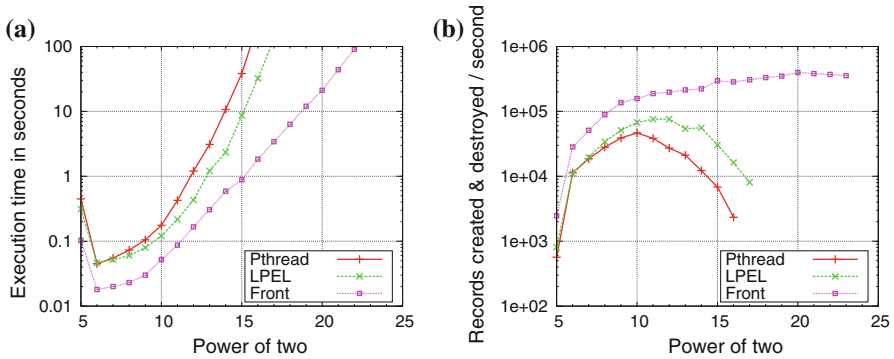 (a)
Execution time in seconds
100
10
1
0.1
0.01
5
10
15
20
25
Power of two
Pthread
LPEL
Front
(b)
Records created & destroyed / second
1e+06
1e+05
1e+04
1e+03
1e+02
5
10
15
20
25
Power of two
Pthread
LPEL
Front